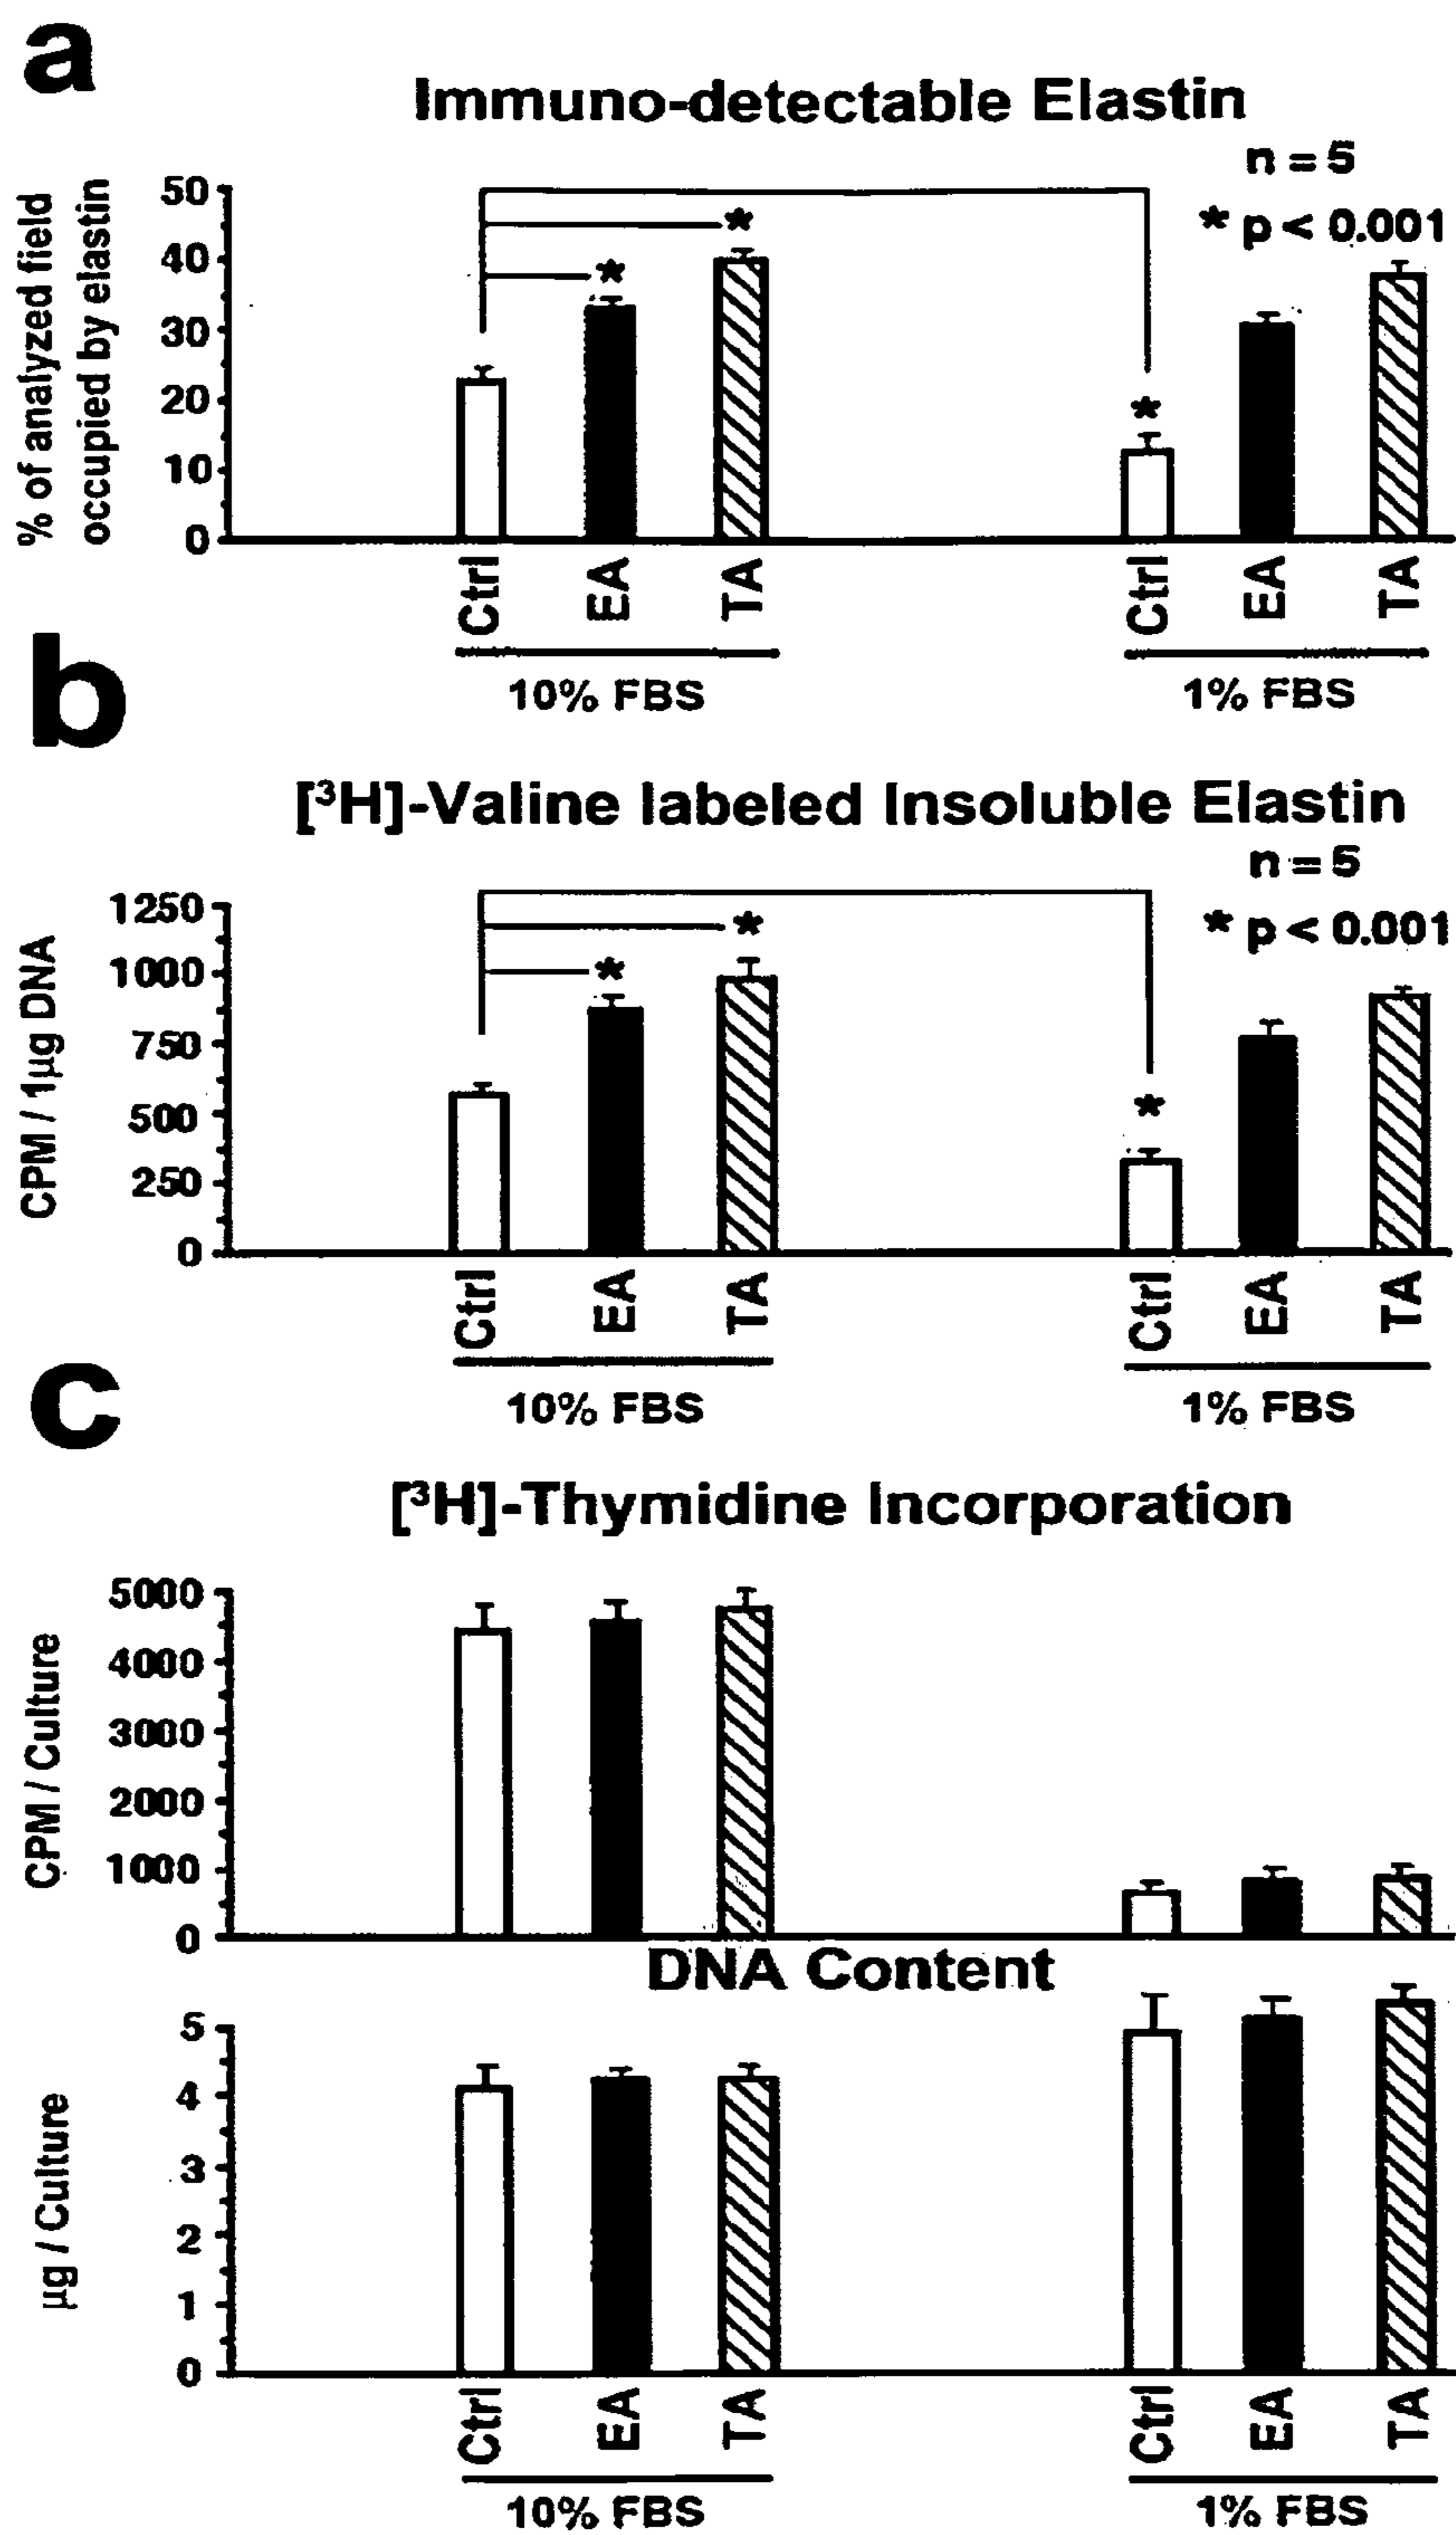 a
Immuno-detectable Elastin
n = 5
* p < 0.001
% of analyzed field
occupied by elastin
50
40
30
20
10
0
* * *
Ctrl EA TA Ctrl EA TA
10% FBS 1% FBS
b
[³H]-Valine labeled Insoluble Elastin
n = 5
* p < 0.001
CPM / 1µg DNA
1250
1000
750
500
250
0
* * *
Ctrl EA TA Ctrl EA TA
10% FBS 1% FBS
c
[³H]-Thymidine Incorporation
CPM / Culture
5000
4000
3000
2000
1000
0
DNA Content
µg / Culture
5
4
3
2
1
0
Ctrl EA TA Ctrl EA TA
10% FBS 1% FBS